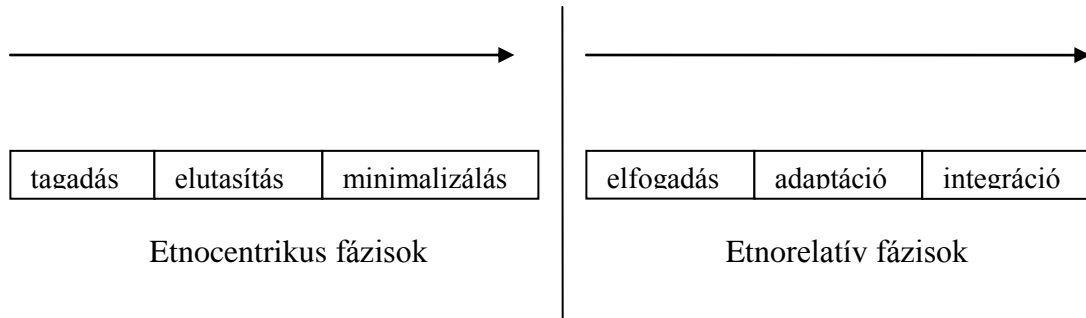 tagadás elutasítás minimalizálás elfogadás adaptáció integráció
Etnocentrikus fázisok Etnorelatív fázisok